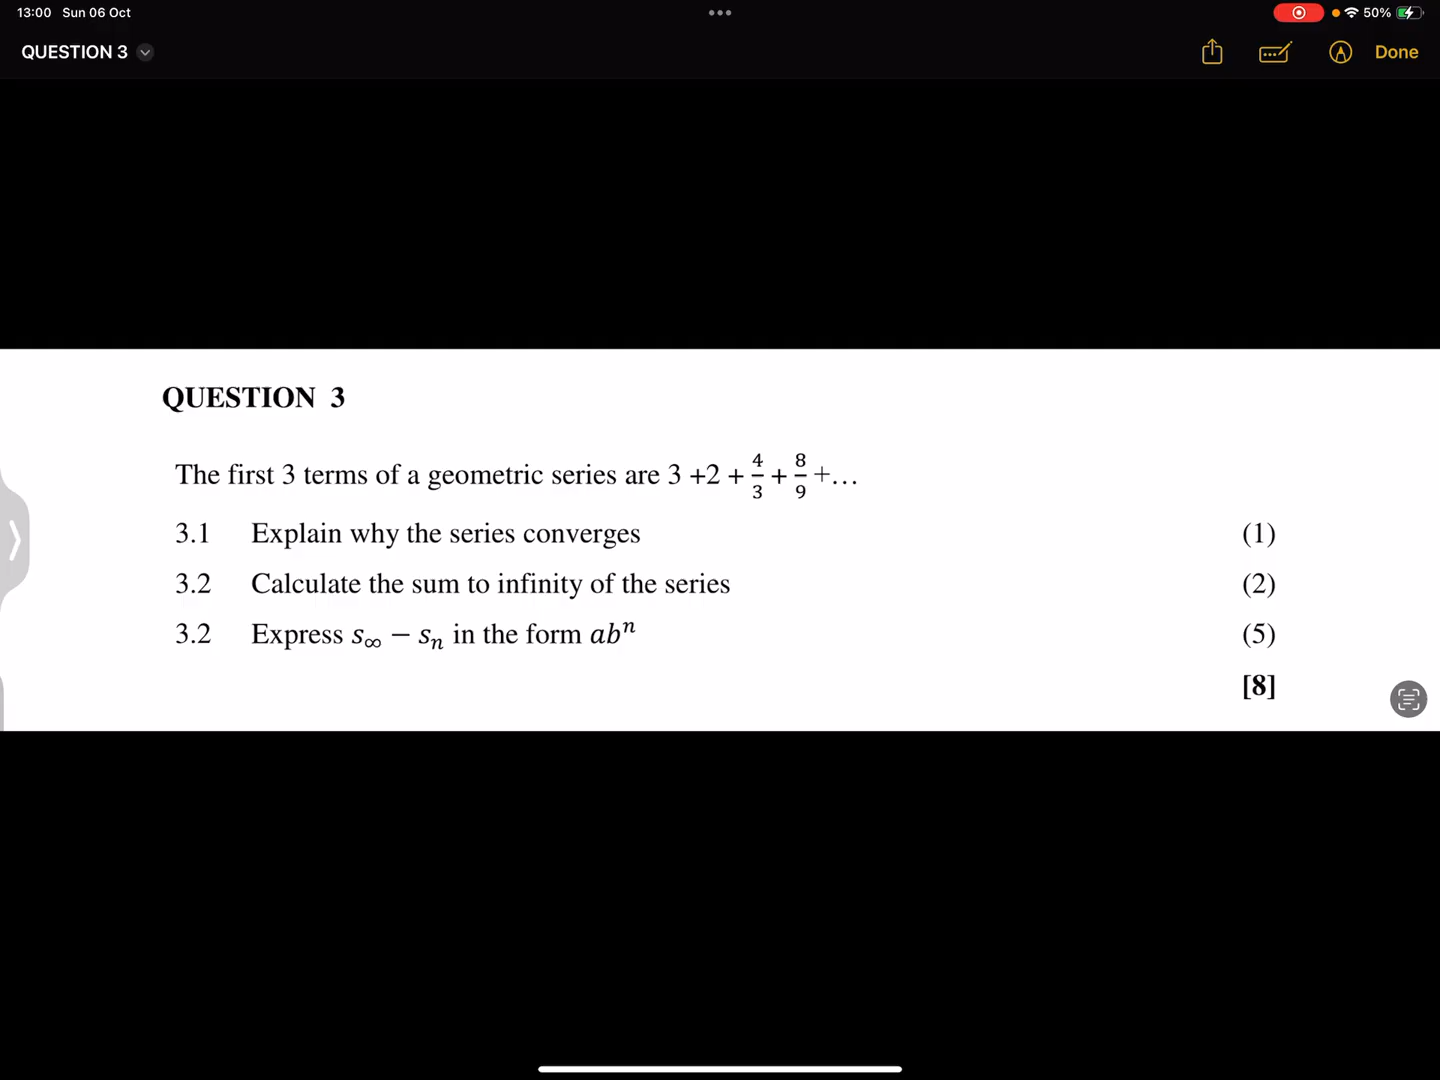 13:00 Sun 06 Oct
50%
QUESTION 3
Done
QUESTION 3
The first 3 terms of a geometric series are 3 +2 + 4/3 + 8/9 +…
3.1 Explain why the series converges (1)
3.2 Calculate the sum to infinity of the series (2)
3.2 Express s∞ − sn in the form abⁿ (5)
[8]